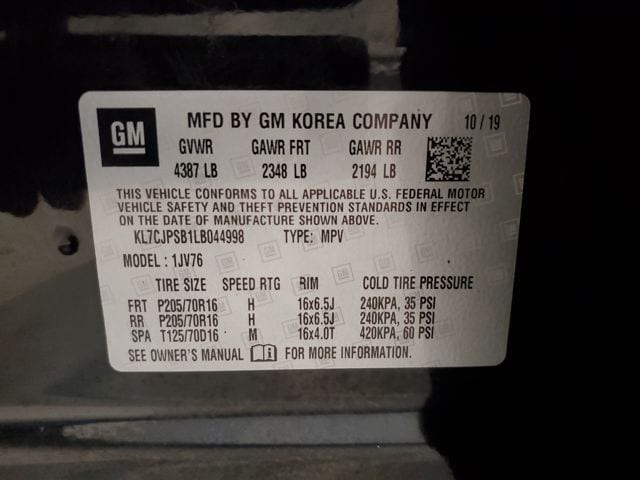 GM MFD BY GM KOREA COMPANY 10/19
GVWR GAWR FRT GAWR RR
4387 LB 2348 LB 2194 LB
THIS VEHICLE CONFORMS TO ALL APPLICABLE U.S. FEDERAL MOTOR
VEHICLE SAFETY AND THEFT PREVENTION STANDARDS IN EFFECT
ON THE DATE OF MANUFACTURE SHOWN ABOVE.
KL7CJPSB1LB044998 TYPE: MPV
MODEL: 1JV76
TIRE SIZE SPEED RTG RIM COLD TIRE PRESSURE
FRT P205/70R16 H 16x6.5J 240KPA, 35 PSI
RR P205/70R16 H 16x6.5J 240KPA, 35 PSI
SPA T125/70D16 M 16x4.0T 420KPA, 60 PSI
SEE OWNER'S MANUAL FOR MORE INFORMATION.